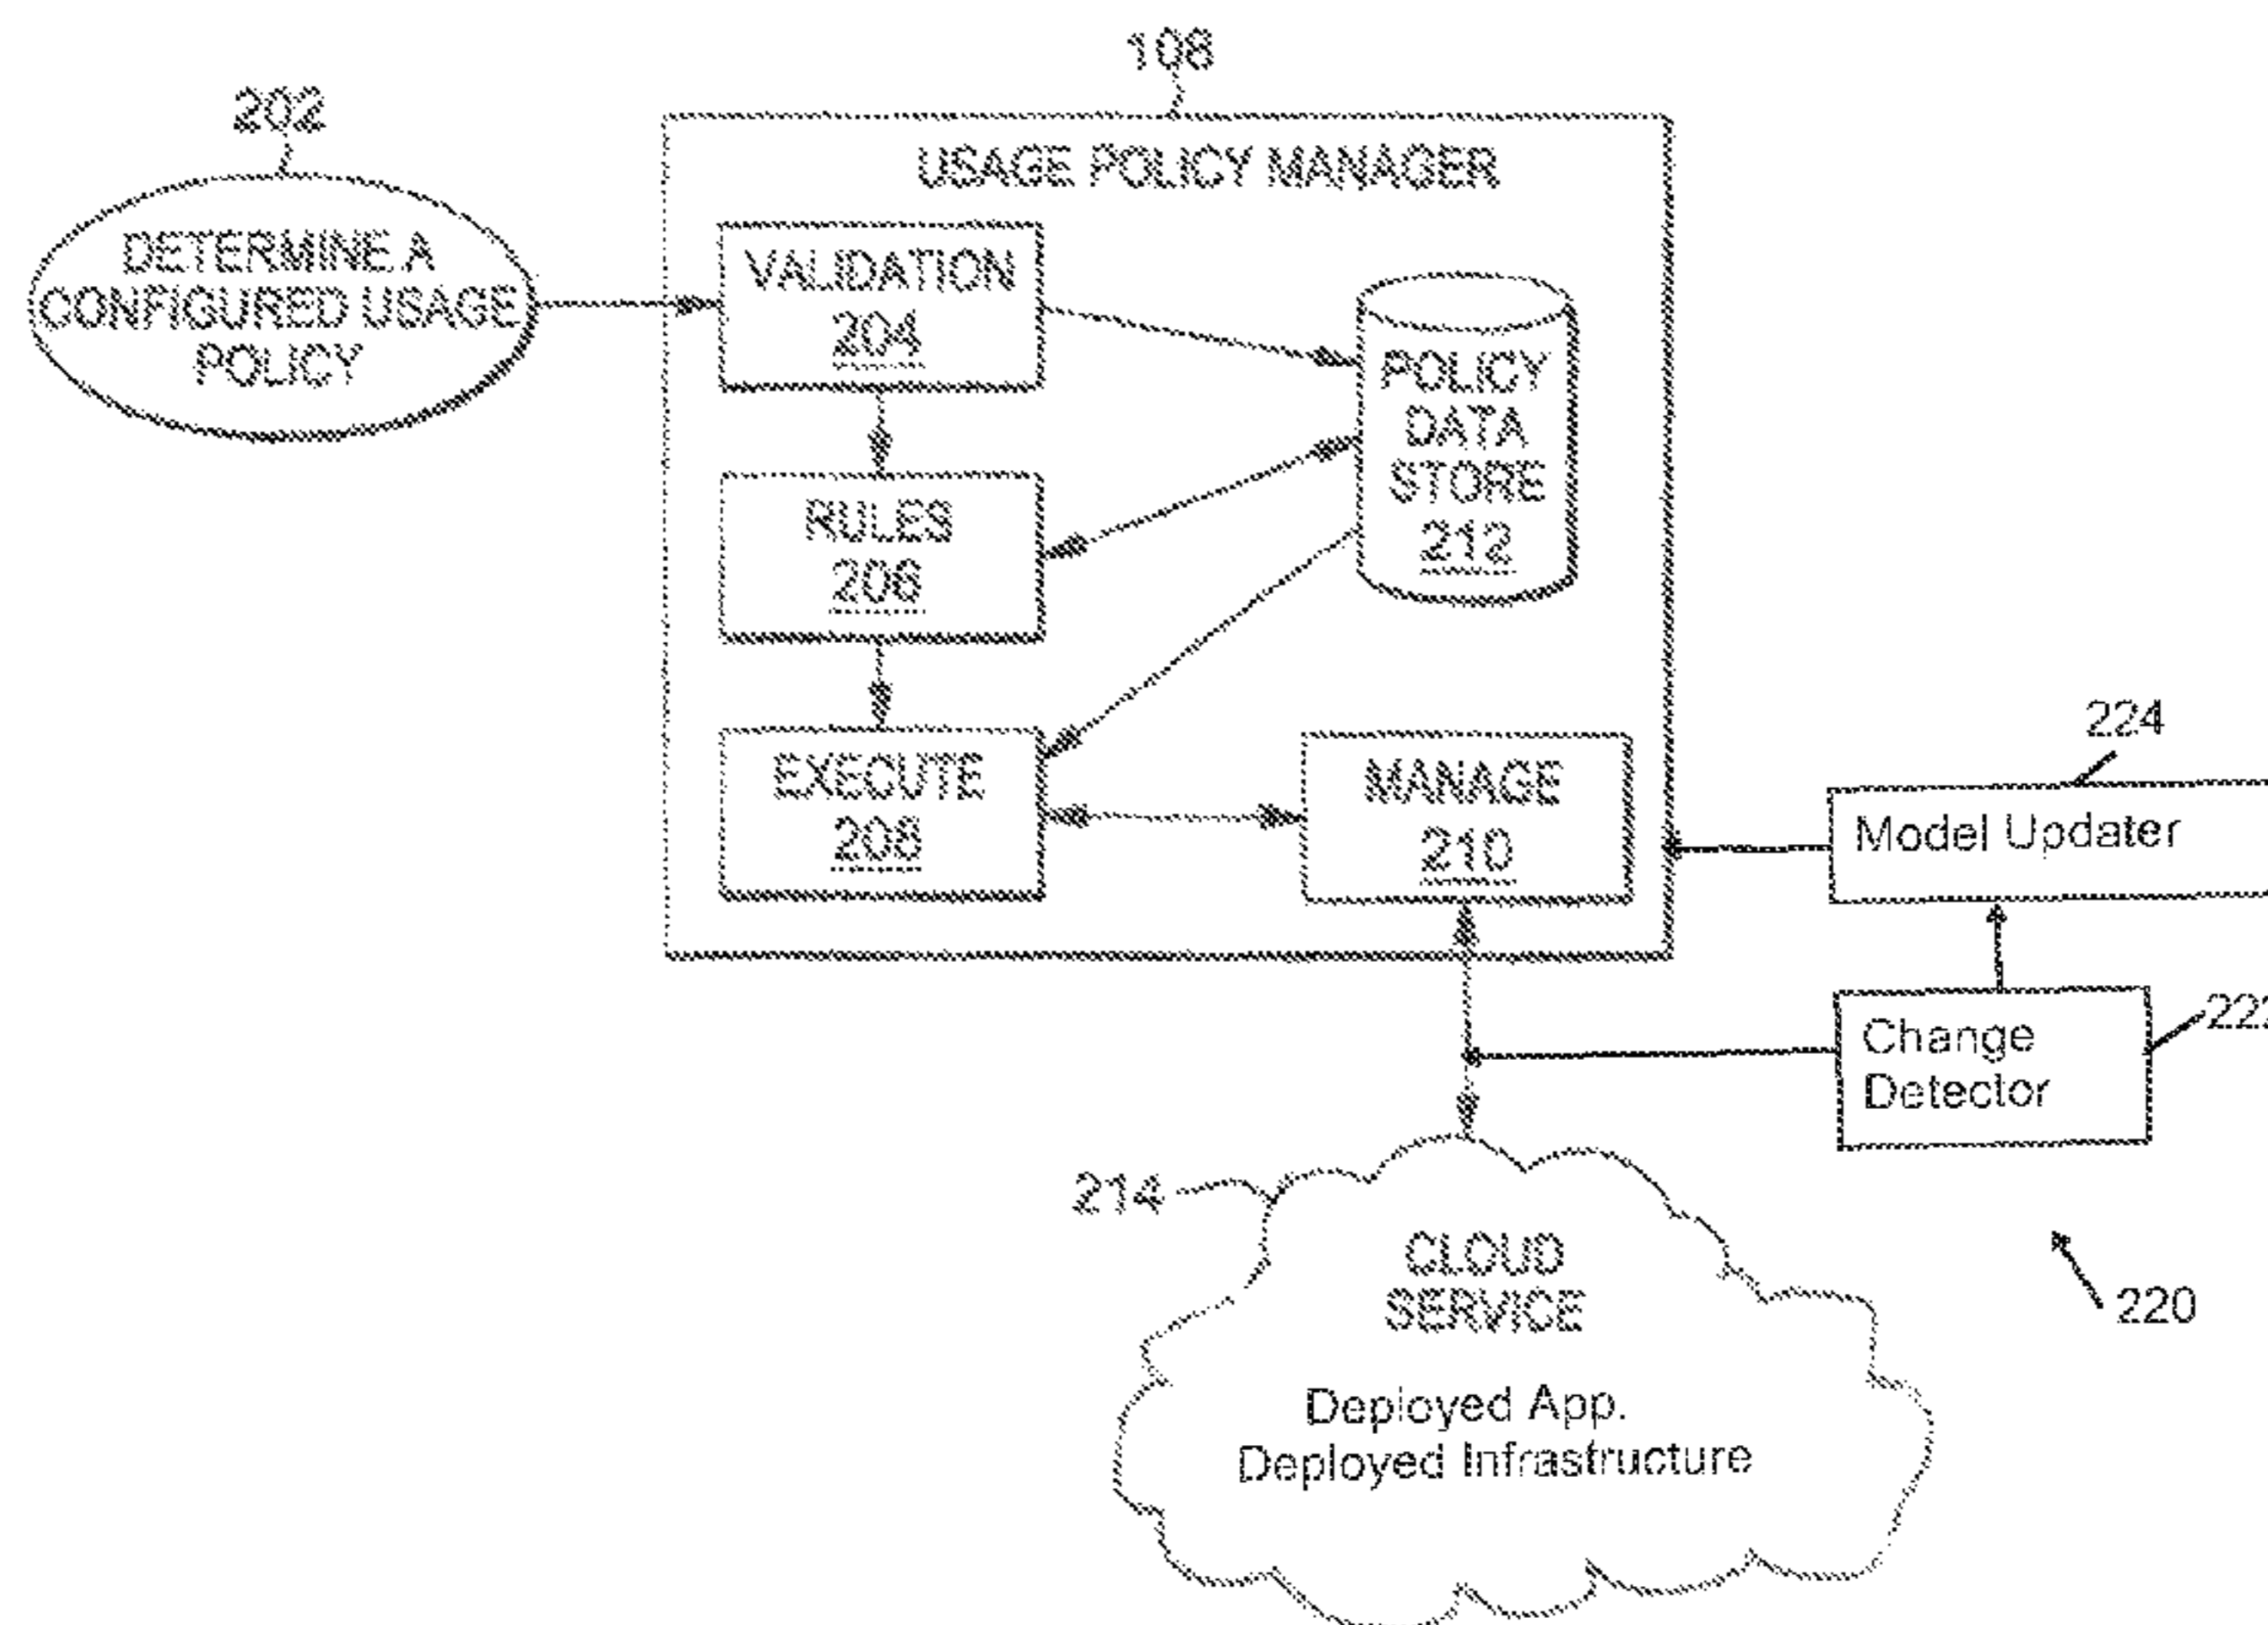 108
202
USAGE POLICY MANAGER
DETERMINE A
CONFIGURED USAGE
POLICY
VALIDATION
204
POLICY
DATA
STORE
212
RULES
206
EXECUTE
208
MANAGE
210
224
Model Updater
222
Change
Detector
214
CLOUD
SERVICE
220
Deployed App.
Deployed Infrastructure